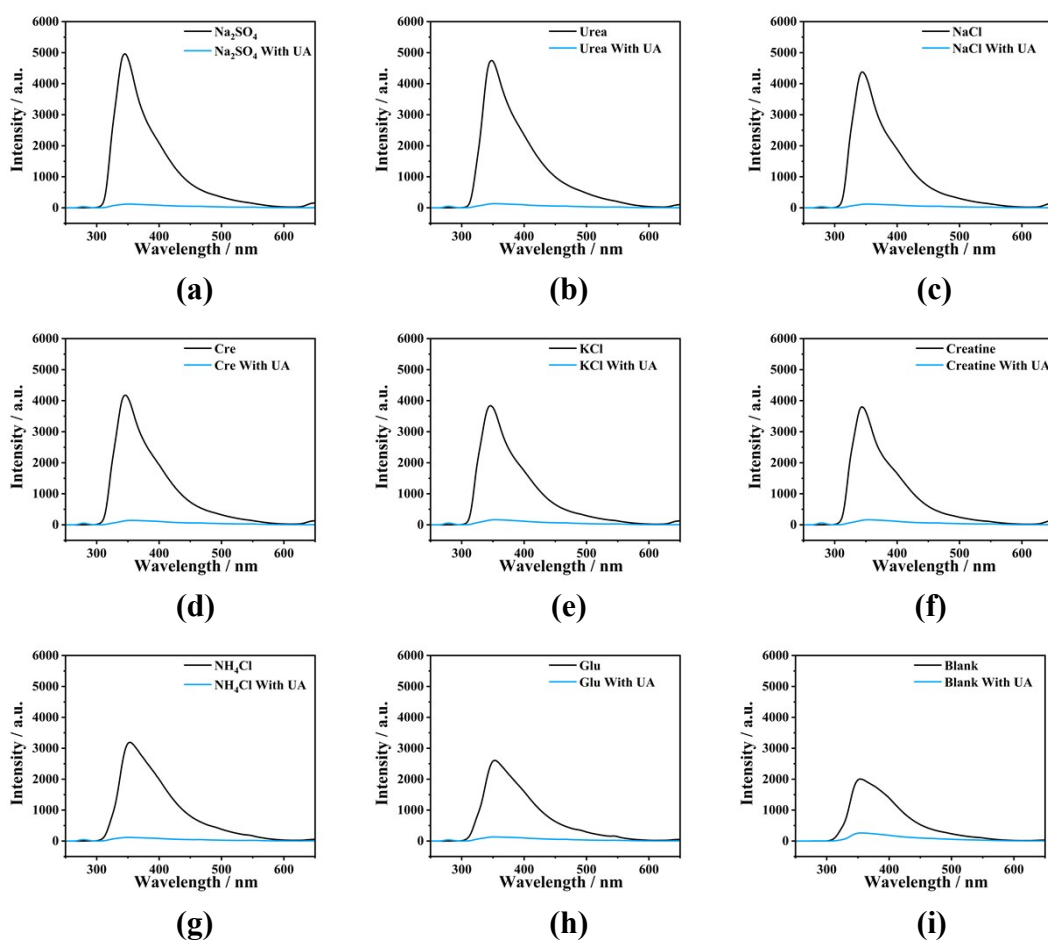 6000
5000
4000
3000
2000
1000
0
Intensity / a.u.
Na₂SO₄
Na₂SO₄ With UA
300 400 500 600
Wavelength / nm
(a)
6000
5000
4000
3000
2000
1000
0
Intensity / a.u.
Urea
Urea With UA
300 400 500 600
Wavelength / nm
(b)
6000
5000
4000
3000
2000
1000
0
Intensity / a.u.
NaCl
NaCl With UA
300 400 500 600
Wavelength / nm
(c)
6000
5000
4000
3000
2000
1000
0
Intensity / a.u.
Cre
Cre With UA
300 400 500 600
Wavelength / nm
(d)
6000
5000
4000
3000
2000
1000
0
Intensity / a.u.
KCl
KCl With UA
300 400 500 600
Wavelength / nm
(e)
6000
5000
4000
3000
2000
1000
0
Intensity / a.u.
Creatine
Creatine With UA
300 400 500 600
Wavelength / nm
(f)
6000
5000
4000
3000
2000
1000
0
Intensity / a.u.
NH₄Cl
NH₄Cl With UA
300 400 500 600
Wavelength / nm
(g)
6000
5000
4000
3000
2000
1000
0
Intensity / a.u.
Glu
Glu With UA
300 400 500 600
Wavelength / nm
(h)
6000
5000
4000
3000
2000
1000
0
Intensity / a.u.
Blank
Blank With UA
300 400 500 600
Wavelength / nm
(i)